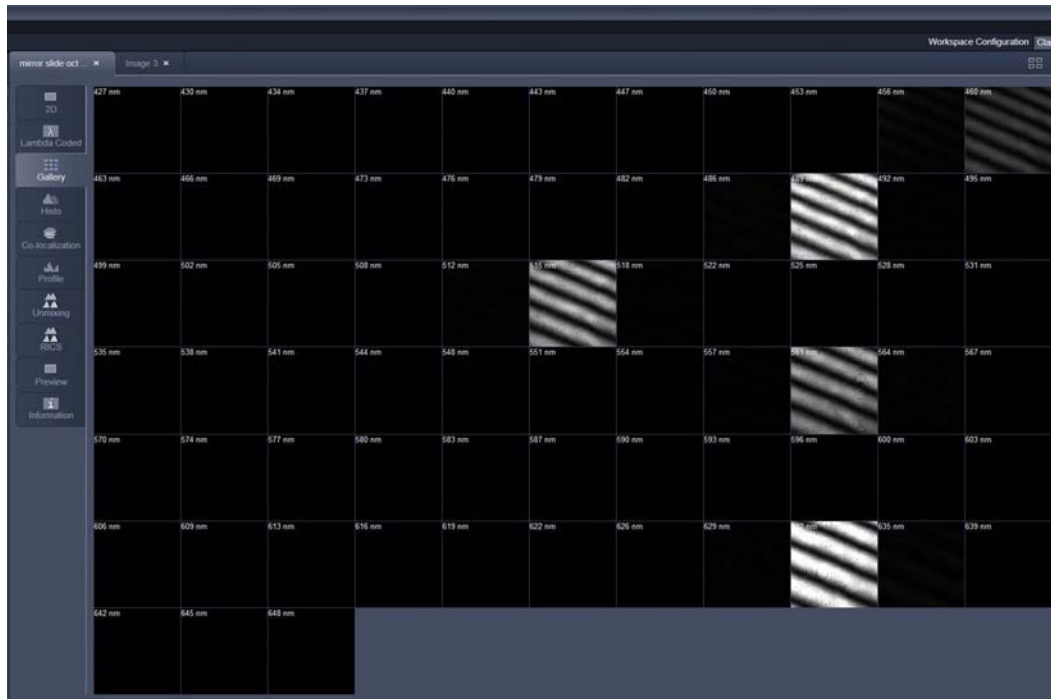 Workspace Configuration Cla
mirror slide oct ... × Image 3 ×
2D
λ
Lambda Coded
Gallery
Histo
Co-localization
Profile
Unmixing
RICS
Preview
i
Information
427 nm 430 nm 434 nm 437 nm 440 nm 443 nm 447 nm 450 nm 453 nm 456 nm 460 nm
463 nm 466 nm 469 nm 473 nm 476 nm 479 nm 482 nm 486 nm 489 nm 492 nm 495 nm
499 nm 502 nm 505 nm 508 nm 512 nm 515 nm 518 nm 522 nm 525 nm 528 nm 531 nm
535 nm 538 nm 541 nm 544 nm 548 nm 551 nm 554 nm 557 nm 561 nm 564 nm 567 nm
570 nm 574 nm 577 nm 580 nm 583 nm 587 nm 590 nm 593 nm 596 nm 600 nm 603 nm
606 nm 609 nm 613 nm 616 nm 619 nm 622 nm 626 nm 629 nm 635 nm 639 nm
642 nm 645 nm 648 nm